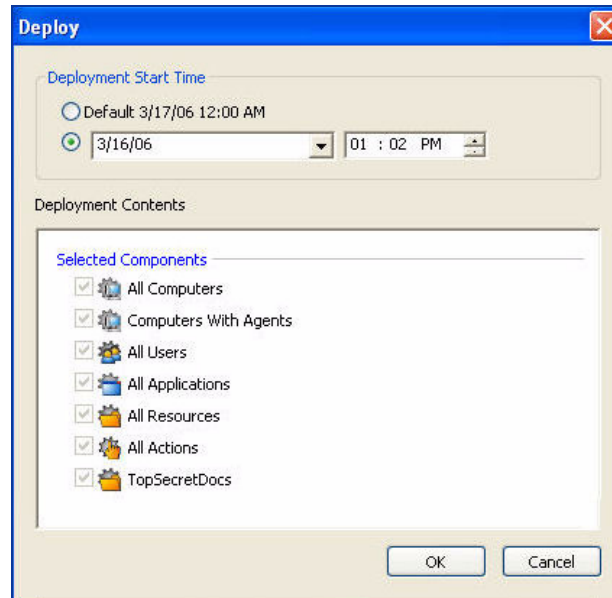 Deploy
Deployment Start Time
Default 3/17/06 12:00 AM
3/16/06 01 : 02 PM
Deployment Contents
Selected Components
All Computers
Computers With Agents
All Users
All Applications
All Resources
All Actions
TopSecretDocs
OK Cancel